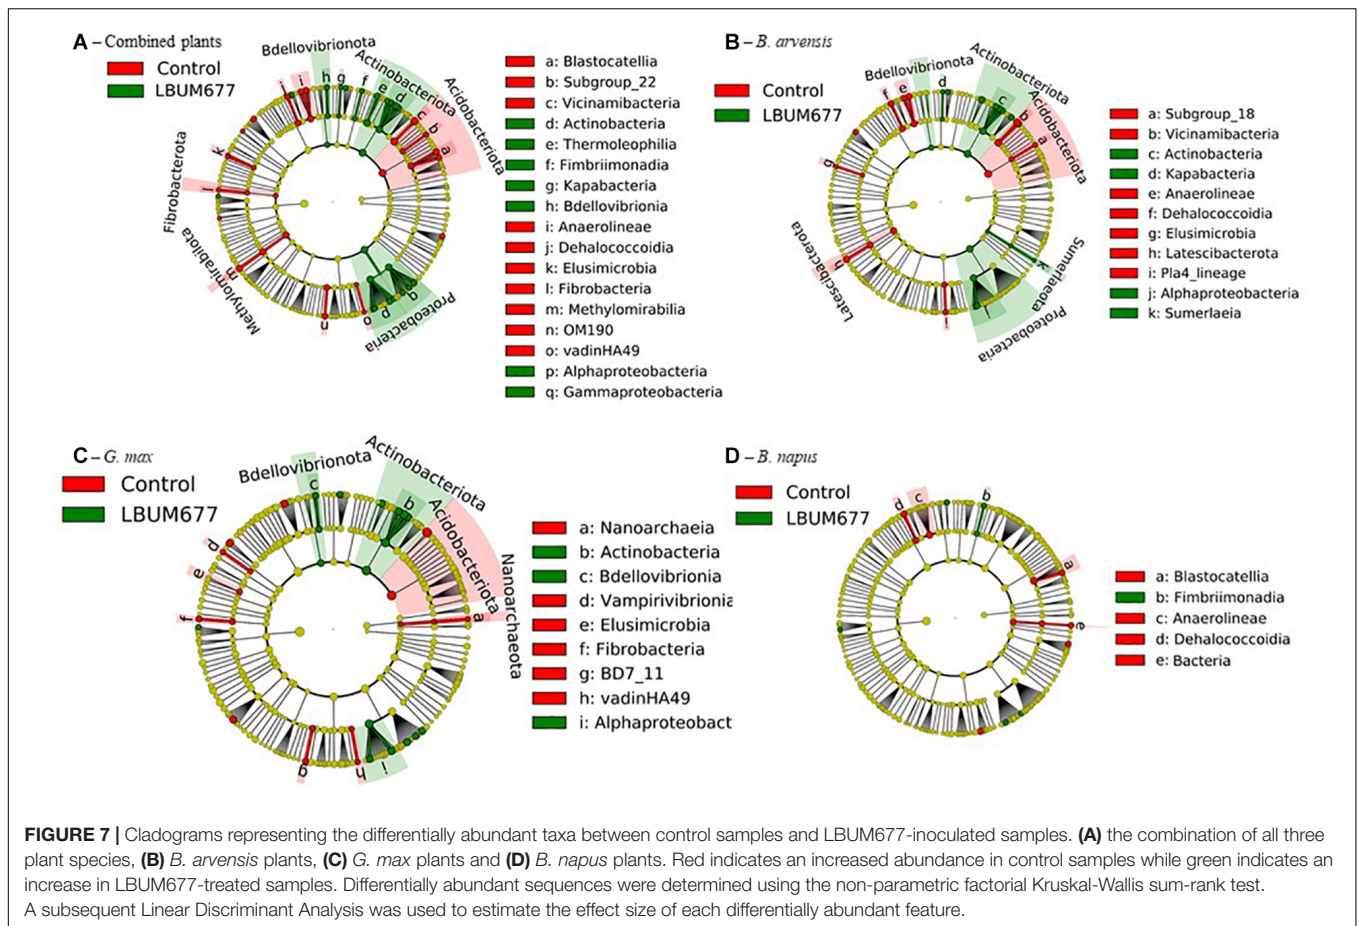 A – Combined plants
Control
LBUM677
Bdellovibrionota
Actinobacteriota
Acidobacteriota
Fibrobacterota
Methylomirabilota
Proteobacteria
a
b
c
d
e
f
g
h
i
j
k
l
m
n
o
p
q
a: Blastocatellia
b: Subgroup_22
c: Vicinamibacteria
d: Actinobacteria
e: Thermoleophilia
f: Fimbriimonadia
g: Kapabacteria
h: Bdellovibrionia
i: Anaerolineae
j: Dehalococcoidia
k: Elusimicrobia
l: Fibrobacteria
m: Methylomirabilia
n: OM190
o: vadinHA49
p: Alphaproteobacteria
q: Gammaproteobacteria
B – B. arvensis
Control
LBUM677
Bdellovibrionota
Actinobacteriota
Acidobacteriota
Latescibacterota
Sumerlaeota
Proteobacteria
a
b
c
d
e
f
g
h
i
j
k
a: Subgroup_18
b: Vicinamibacteria
c: Actinobacteria
d: Kapabacteria
e: Anaerolineae
f: Dehalococcoidia
g: Elusimicrobia
h: Latescibacterota
i: Pla4_lineage
j: Alphaproteobacteria
k: Sumerlaeia
C – G. max
Control
LBUM677
Bdellovibrionota
Actinobacteriota
Acidobacteriota
Nanoarchaeota
a
b
c
d
e
f
g
h
i
a: Nanoarchaeia
b: Actinobacteria
c: Bdellovibrionia
d: Vampirivibrionia
e: Elusimicrobia
f: Fibrobacteria
g: BD7_11
h: vadinHA49
i: Alphaproteobact
D – B. napus
Control
LBUM677
a
b
c
d
e
a: Blastocatellia
b: Fimbriimonadia
c: Anaerolineae
d: Dehalococcoidia
e: Bacteria
FIGURE 7 | Cladograms representing the differentially abundant taxa between control samples and LBUM677-inoculated samples. (A) the combination of all three
plant species, (B) B. arvensis plants, (C) G. max plants and (D) B. napus plants. Red indicates an increased abundance in control samples while green indicates an
increase in LBUM677-treated samples. Differentially abundant sequences were determined using the non-parametric factorial Kruskal-Wallis sum-rank test.
A subsequent Linear Discriminant Analysis was used to estimate the effect size of each differentially abundant feature.